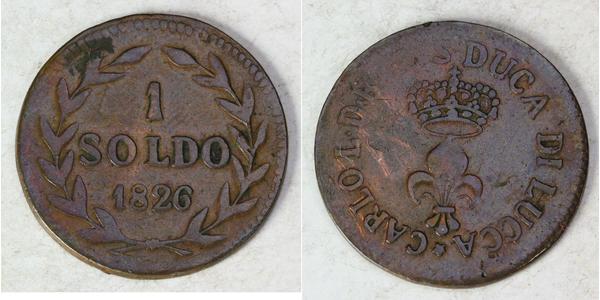 1
SOLDO
1826
CARLO L. D. S DUCA DI LUCCA